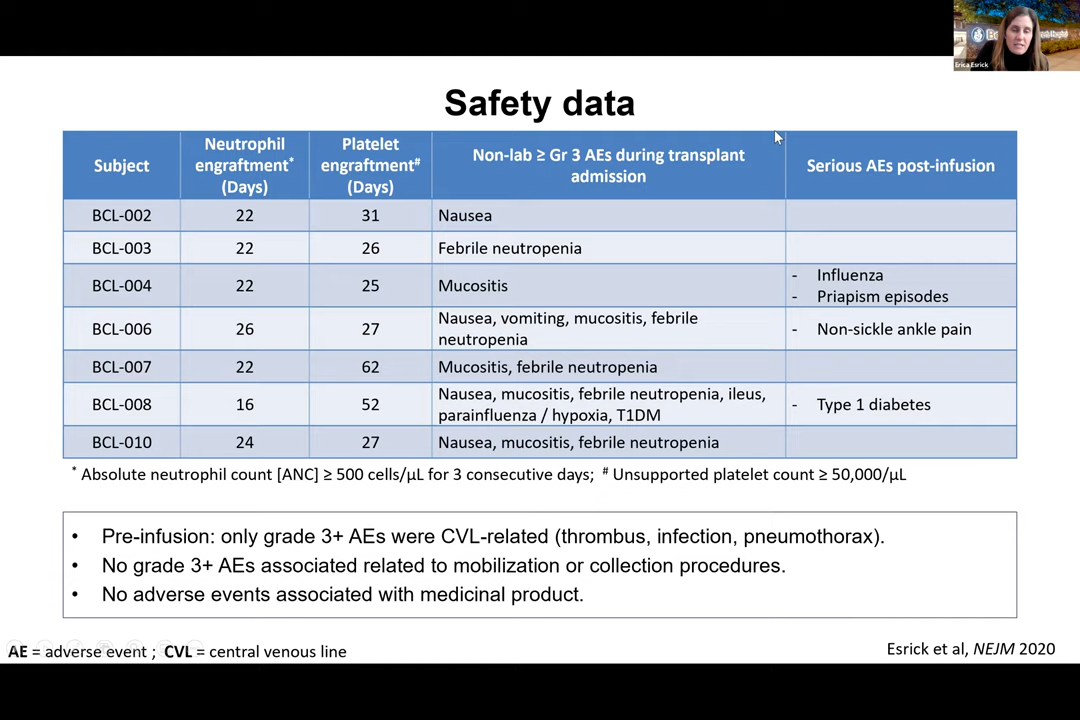 Erica Esrick
Safety data
Subject
Neutrophil
engraftment*
(Days)
Platelet
engraftment#
(Days)
Non-lab ≥ Gr 3 AEs during transplant
admission
Serious AEs post-infusion
BCL-002 22 31 Nausea
BCL-003 22 26 Febrile neutropenia
BCL-004 22 25 Mucositis
- Influenza
- Priapism episodes
BCL-006 26 27
Nausea, vomiting, mucositis, febrile
neutropenia
- Non-sickle ankle pain
BCL-007 22 62 Mucositis, febrile neutropenia
BCL-008 16 52
Nausea, mucositis, febrile neutropenia, ileus,
parainfluenza / hypoxia, T1DM
- Type 1 diabetes
BCL-010 24 27 Nausea, mucositis, febrile neutropenia
* Absolute neutrophil count [ANC] ≥ 500 cells/µL for 3 consecutive days; # Unsupported platelet count ≥ 50,000/µL
• Pre-infusion: only grade 3+ AEs were CVL-related (thrombus, infection, pneumothorax).
• No grade 3+ AEs associated related to mobilization or collection procedures.
• No adverse events associated with medicinal product.
AE = adverse event ; CVL = central venous line
Esrick et al, NEJM 2020